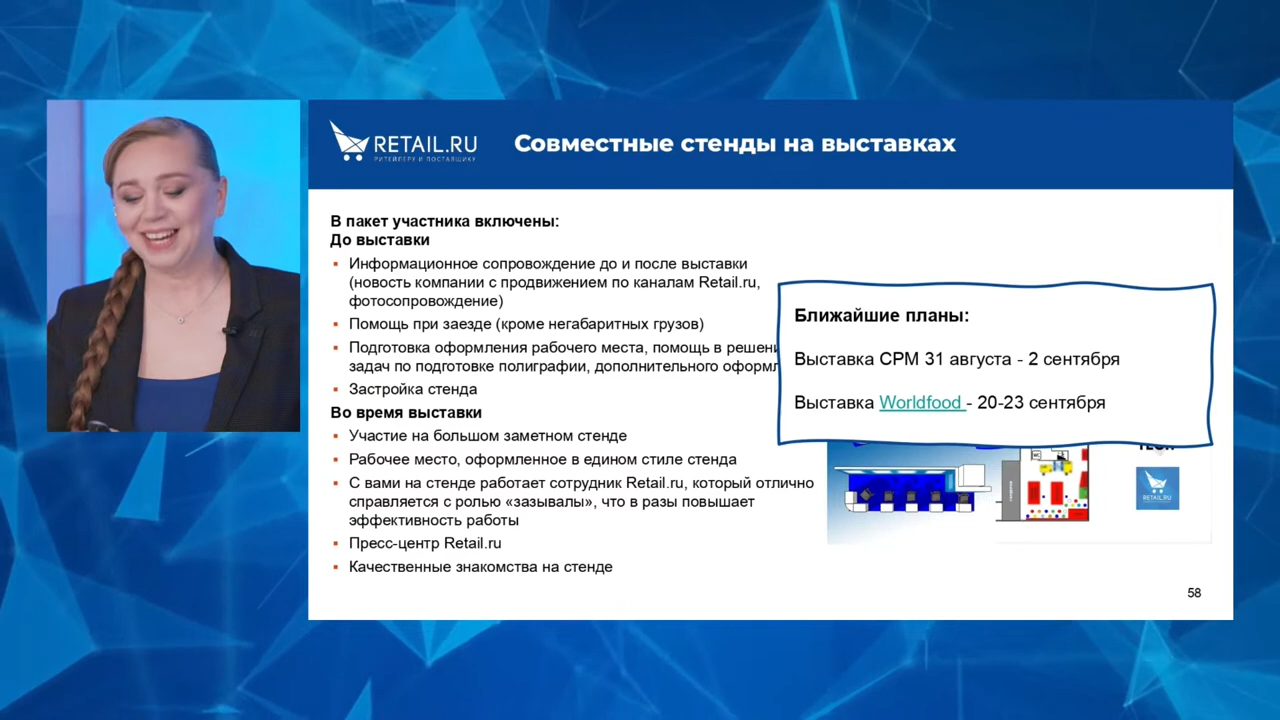 RETAIL.RU
РИТЕЙЛЕРУ И ПОСТАВЩИКУ
Совместные стенды на выставках
В пакет участника включены:
До выставки
Информационное сопровождение до и после выставки
(новость компании с продвижением по каналам Retail.ru,
фотосопровождение)
Помощь при заезде (кроме негабаритных грузов)
Подготовка оформления рабочего места, помощь в
задач по подготовке полиграфии, дополнительного
Застройка стенда
Во время выставки
Участие на большом заметном стенде
Рабочее место, оформленное в едином стиле стенда
С вами на стенде работает сотрудник Retail.ru, который отлично
спраляется с ролью «зазывалы», что в разы повышает
эффективность работы
Пресс-центр Retail.ru
Качественные знакомства на стенде
Ближайшие планы:
Выставка CPM 31 августа - 2 сентября
Выставка Worldfood - 20-23 сентября
RETAIL.RU
58